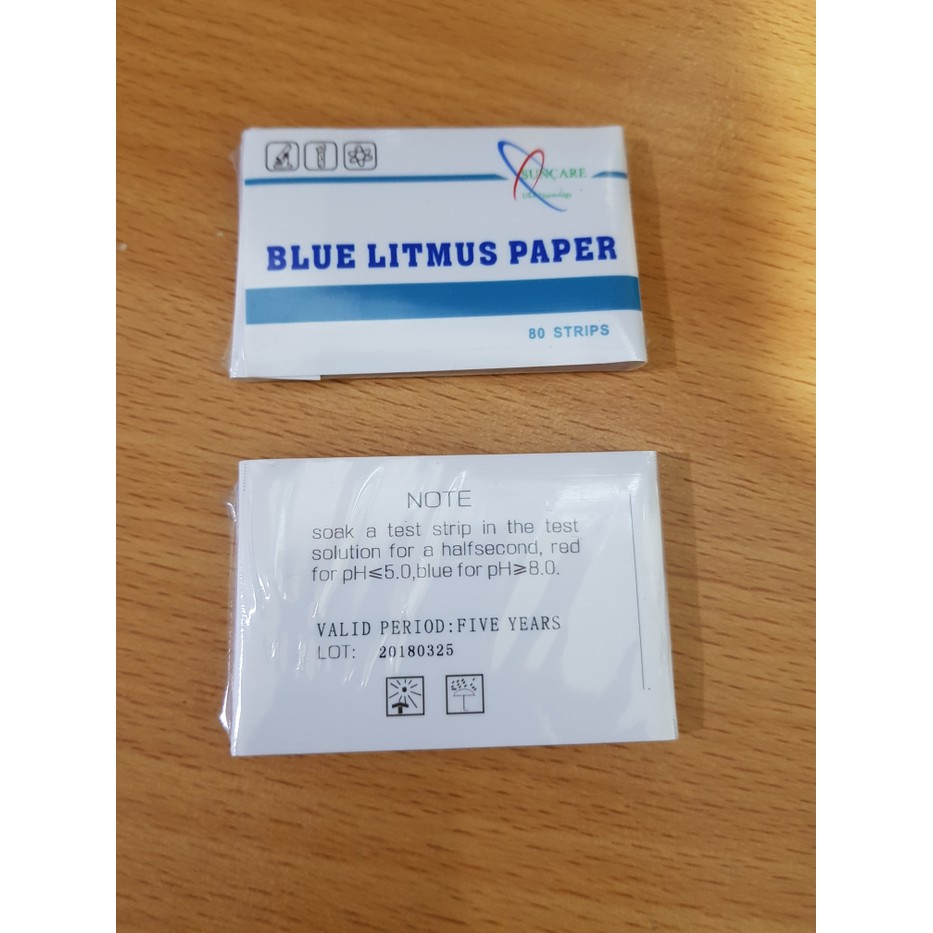 SUNCARE
BLUE LITMUS PAPER
80 STRIPS
NOTE
soak a test strip in the test
solution for a halfsecond, red
for pH≤5.0,blue for pH≥8.0.
VALID PERIOD:FIVE YEARS
LOT: 20180325